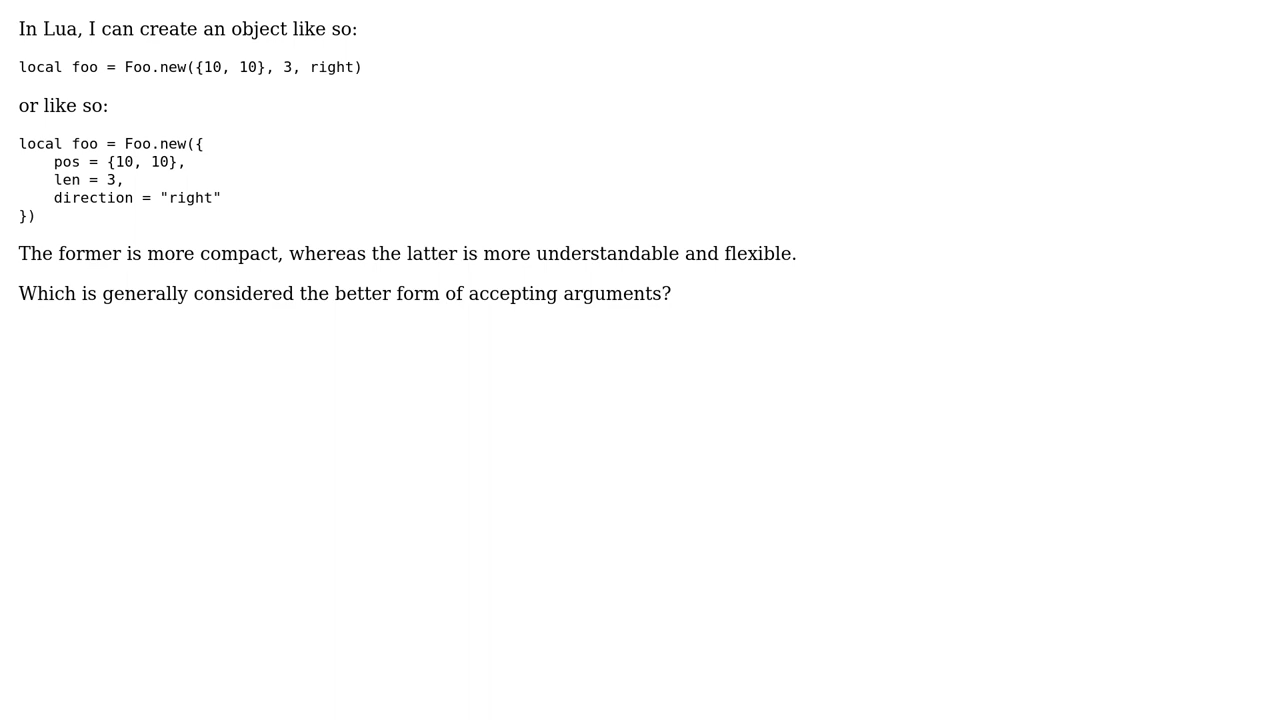 In Lua, I can create an object like so:
local foo = Foo.new({10, 10}, 3, right)
or like so:
local foo = Foo.new({
    pos = {10, 10},
    len = 3,
    direction = "right"
})
The former is more compact, whereas the latter is more understandable and flexible.
Which is generally considered the better form of accepting arguments?